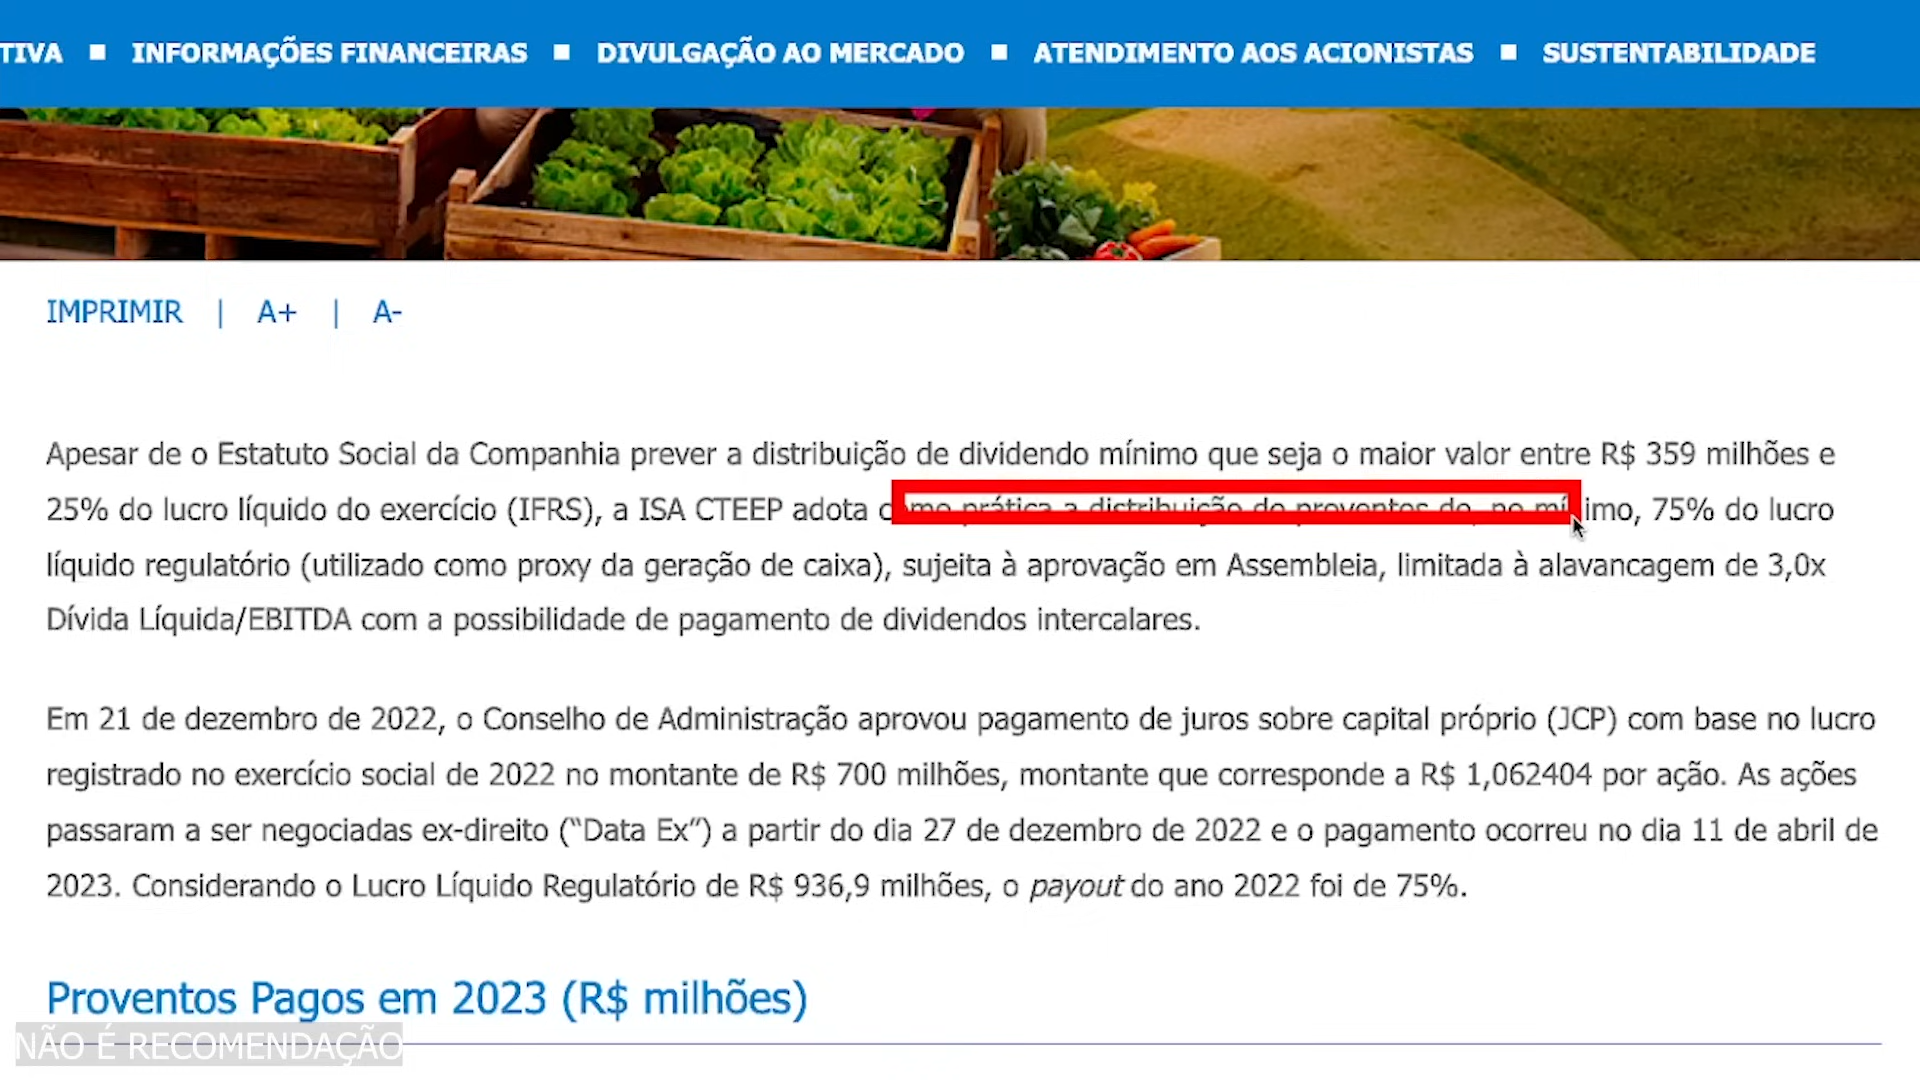 TIVA ■ INFORMAÇÕES FINANCEIRAS ■ DIVULGAÇÃO AO MERCADO ■ ATENDIMENTO AOS ACIONISTAS ■ SUSTENTABILIDADE
IMPRIMIR | A+ | A-
Apesar de o Estatuto Social da Companhia prever a distribuição de dividendo mínimo que seja o maior valor entre R$ 359 milhões e
25% do lucro líquido do exercício (IFRS), a ISA CTEEP adota como prática a distribuição de proventos de, no mínimo, 75% do lucro
líquido regulatório (utilizado como proxy da geração de caixa), sujeita à aprovação em Assembleia, limitada à alavancagem de 3,0x
Dívida Líquida/EBITDA com a possibilidade de pagamento de dividendos intercalares.
Em 21 de dezembro de 2022, o Conselho de Administração aprovou pagamento de juros sobre capital próprio (JCP) com base no lucro
registrado no exercício social de 2022 no montante de R$ 700 milhões, montante que corresponde a R$ 1,062404 por ação. As ações
passaram a ser negociadas ex-direito (“Data Ex”) a partir do dia 27 de dezembro de 2022 e o pagamento ocorreu no dia 11 de abril de
2023. Considerando o Lucro Líquido Regulatório de R$ 936,9 milhões, o payout do ano 2022 foi de 75%.
Proventos Pagos em 2023 (R$ milhões)
NÃO É RECOMENDAÇÃO